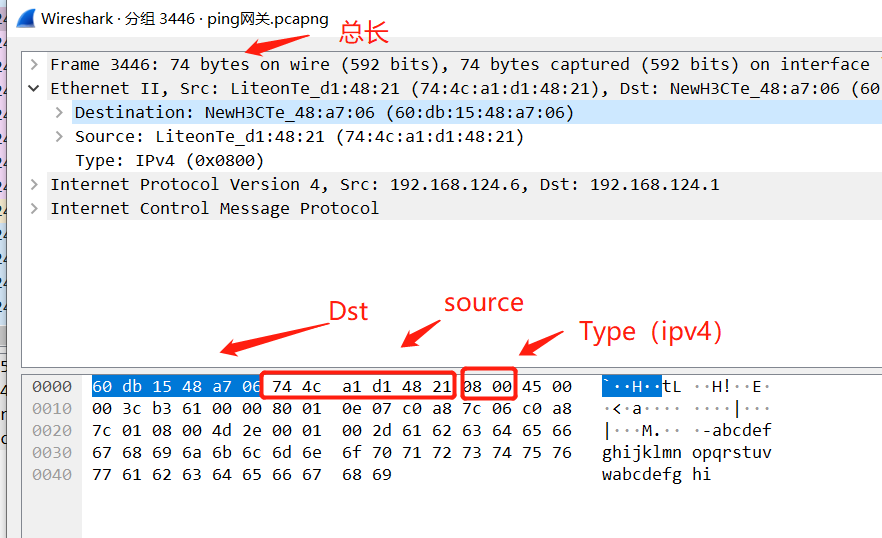 Wireshark · 分组 3446 · ping网关.pcapng
总长
Frame 3446: 74 bytes on wire (592 bits), 74 bytes captured (592 bits) on interface
Ethernet II, Src: LiteonTe_d1:48:21 (74:4c:a1:d1:48:21), Dst: NewH3CTe_48:a7:06 (60
Destination: NewH3CTe_48:a7:06 (60:db:15:48:a7:06)
Source: LiteonTe_d1:48:21 (74:4c:a1:d1:48:21)
Type: IPv4 (0x0800)
Internet Protocol Version 4, Src: 192.168.124.6, Dst: 192.168.124.1
Internet Control Message Protocol
Dst
source
Type（ipv4）
0000 60 db 15 48 a7 06 74 4c a1 d1 48 21 08 00 45 00 `··H··tL ··H!··E·
0010 00 3c b3 61 00 00 80 01 0e 07 c0 a8 7c 06 c0 a8 ·<·a···· ····|···
0020 7c 01 08 00 4d 2e 00 01 00 2d 61 62 63 64 65 66 |···M.·· ·-abcdef
0030 67 68 69 6a 6b 6c 6d 6e 6f 70 71 72 73 74 75 76 ghijklmn opqrstuv
0040 77 61 62 63 64 65 66 67 68 69 wabcdefg hi